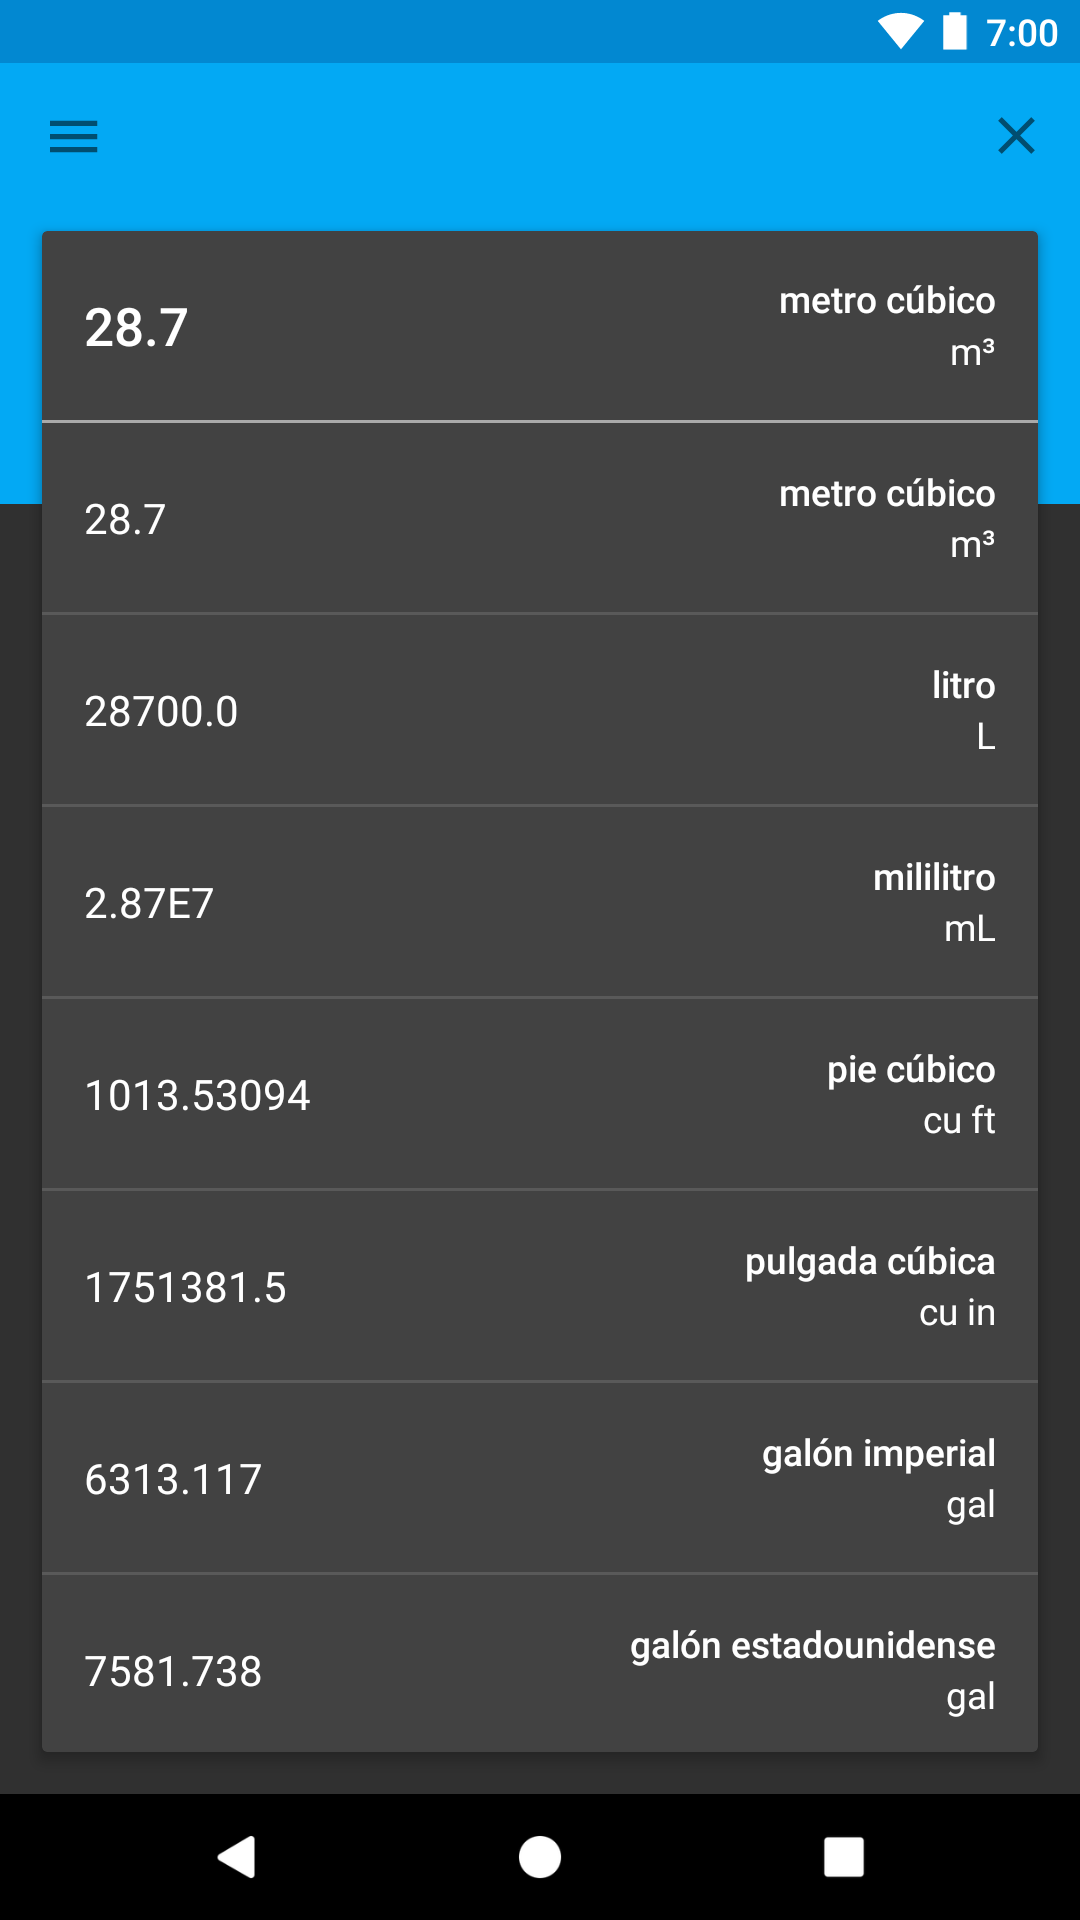 7:00
28.7
metro cúbico
m³
28.7
metro cúbico
m³
28700.0
litro
L
2.87E7
mililitro
mL
1013.53094
pie cúbico
cu ft
1751381.5
pulgada cúbica
cu in
6313.117
galón imperial
gal
7581.738
galón estadounidense
gal